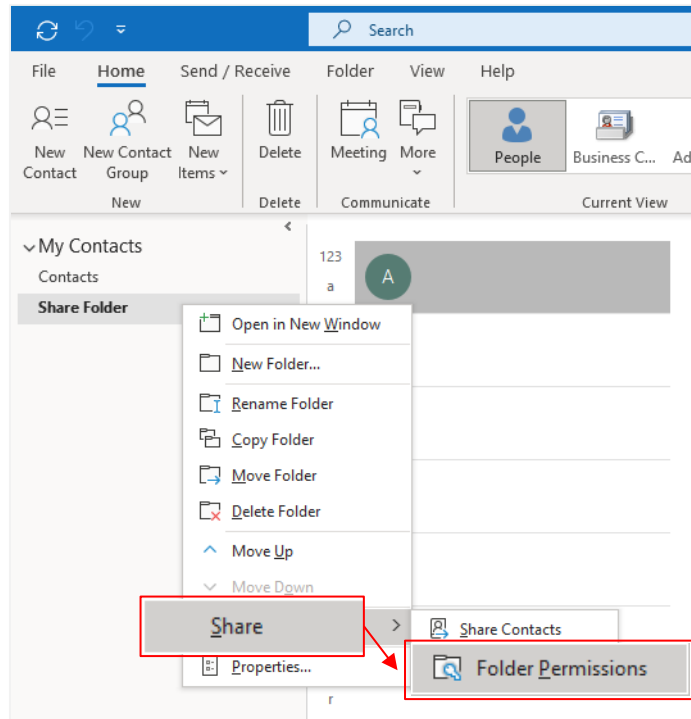 Search
File Home Send / Receive Folder View Help
New Contact
New Contact Group
New Items
Delete
Meeting
More
People
Business C...
Ad
New Delete Communicate Current View
My Contacts
Contacts
Share Folder
123
a
A
Open in New Window
New Folder...
Rename Folder
Copy Folder
Move Folder
Delete Folder
Move Up
Move Down
Share
Share Contacts
Folder Permissions
Properties...
r